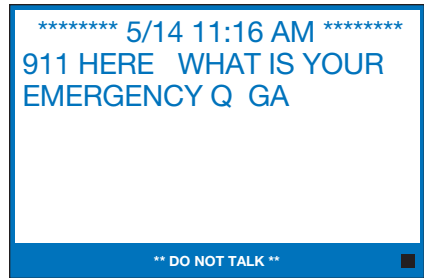 ******** 5/14 11:16 AM ********
911 HERE   WHAT IS YOUR
EMERGENCY Q  GA
** DO NOT TALK **